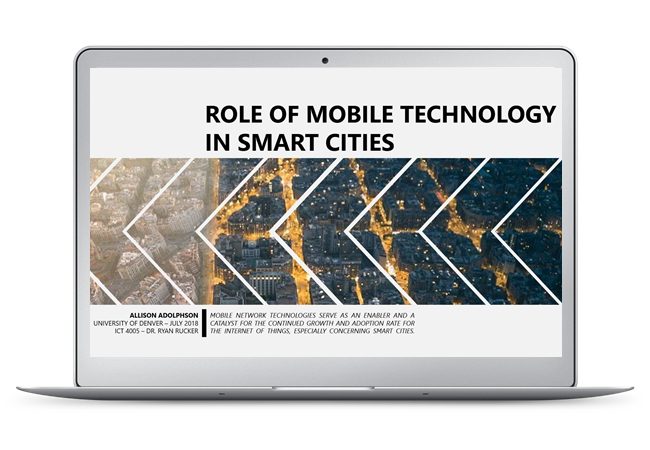 ROLE OF MOBILE TECHNOLOGY
IN SMART CITIES
ALLISON ADOLPHSON
UNIVERSITY OF DENVER – JULY 2018
ICT 4005 – DR. RYAN RUCKER
MOBILE NETWORK TECHNOLOGIES SERVE AS AN ENABLER AND A
CATALYST FOR THE CONTINUED GROWTH AND ADOPTION RATE FOR
THE INTERNET OF THINGS, ESPECIALLY CONCERNING SMART CITIES.